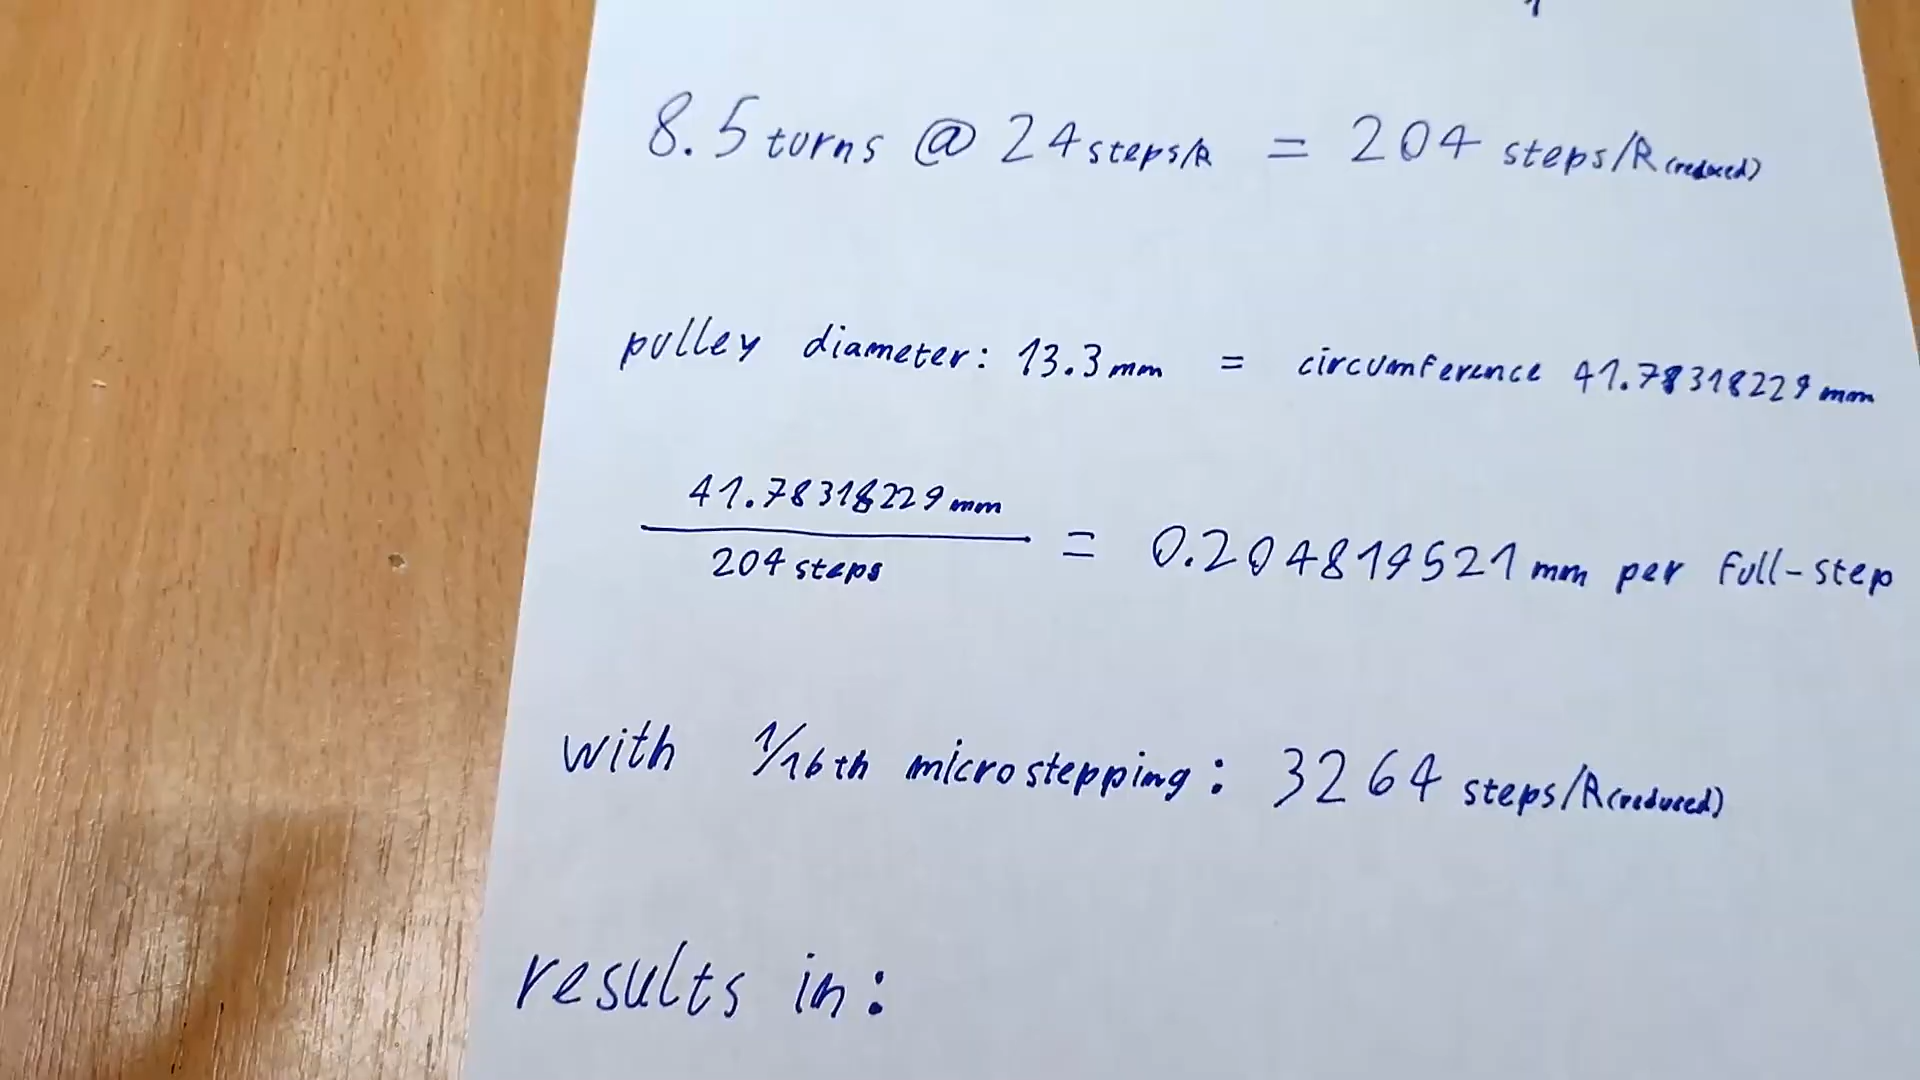 8.5 turns @ 24 steps/R = 204 steps/R (reduced)
pulley diameter: 13.3 mm = circumference 41.78318229 mm
41.78318229 mm
204 steps
= 0.204819521 mm per full-step
with 1/16th microstepping: 3264 steps/R (reduced)
results in: